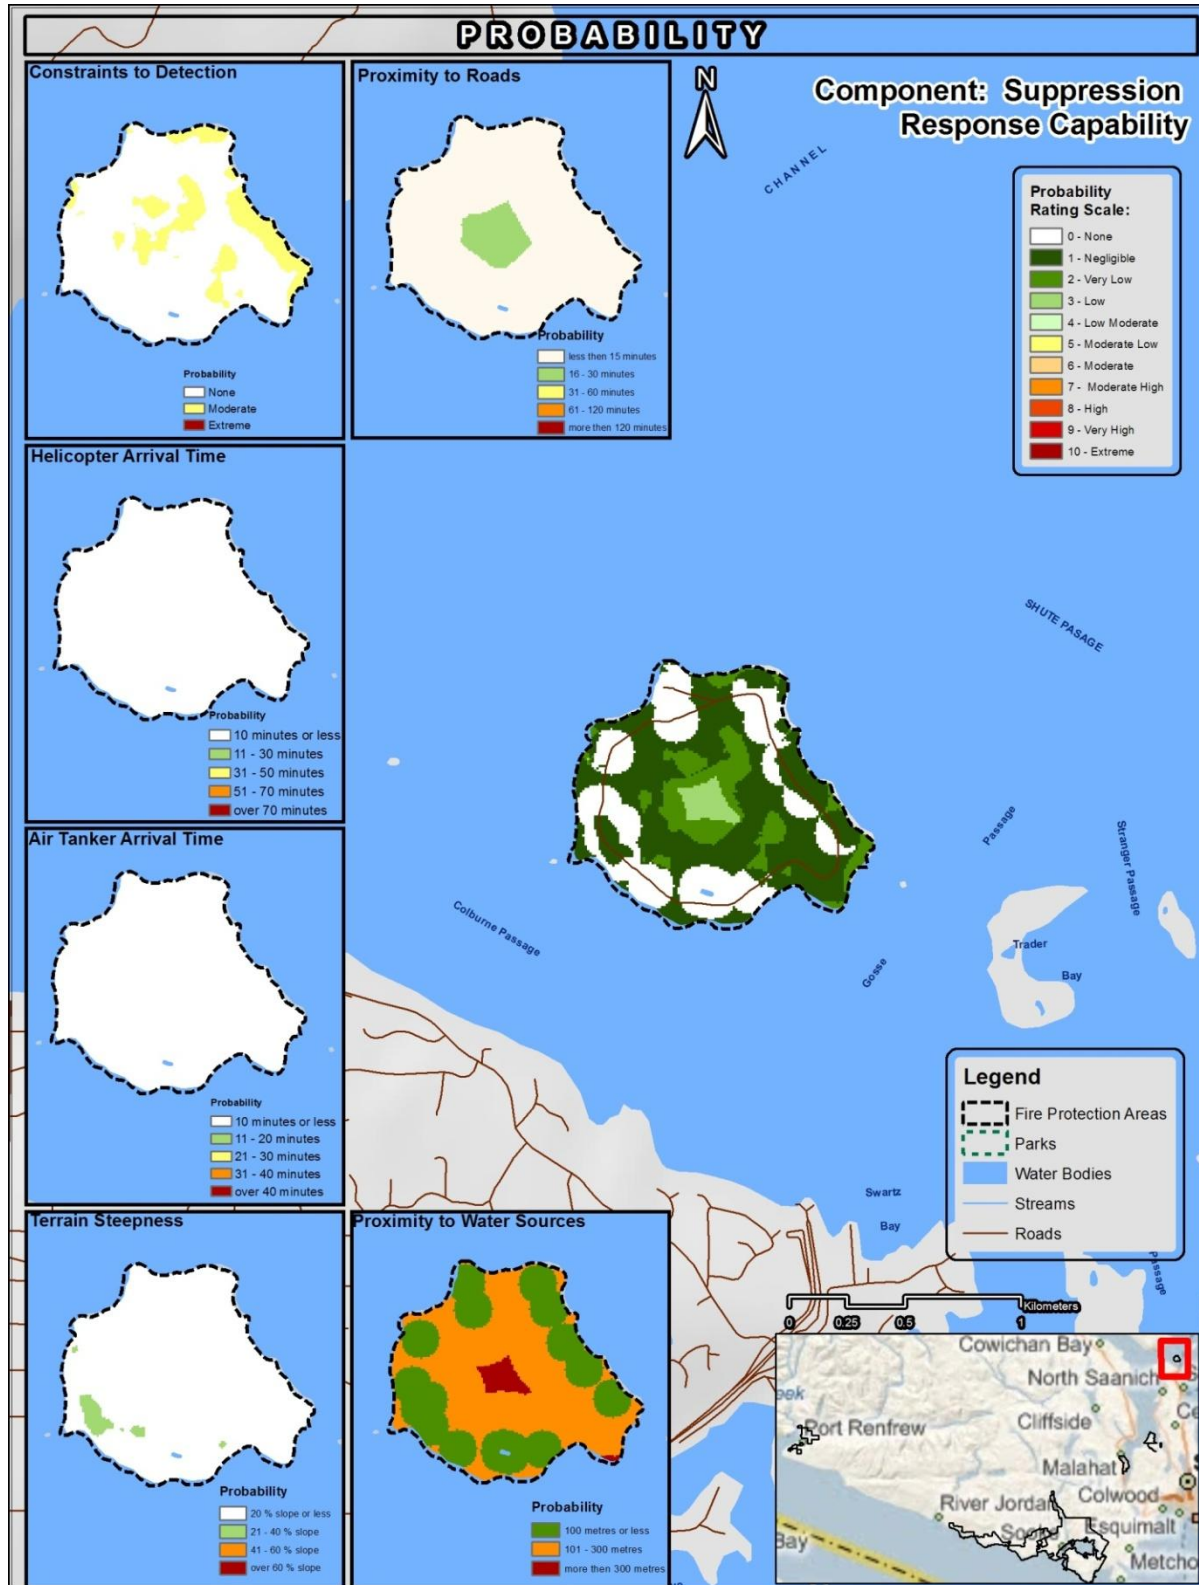 PROBABILITY
Constraints to Detection
Probability
None
Moderate
Extreme
Proximity to Roads
Probability
less then 15 minutes
16 - 30 minutes
31 - 60 minutes
61 - 120 minutes
more then 120 minutes
N
Component: Suppression
Response Capability
CHANNEL
Probability
Rating Scale:
0 - None
1 - Negligible
2 - Very Low
3 - Low
4 - Low Moderate
5 - Moderate Low
6 - Moderate
7 - Moderate High
8 - High
9 - Very High
10 - Extreme
Helicopter Arrival Time
Probability
10 minutes or less
11 - 30 minutes
31 - 50 minutes
51 - 70 minutes
over 70 minutes
SHUTE PASAGE
Passage
Stranger Passage
Colburne Passage
Gosse
Trader
Bay
Air Tanker Arrival Time
Probability
10 minutes or less
11 - 20 minutes
21 - 30 minutes
31 - 40 minutes
over 40 minutes
Legend
Fire Protection Areas
Parks
Water Bodies
Streams
Roads
Swartz
Bay
Passage
Terrain Steepness
Probability
20 % slope or less
21 - 40 % slope
41 - 60 % slope
over 60 % slope
Proximity to Water Sources
Probability
100 metres or less
101 - 300 metres
more then 300 metres
Kilometers
0 0.25 0.5 1
Cowichan Bay
North Saanich
Cliffside
Port Renfrew
Malahat
River Jordan
Colwood
Sooke
Esquimalt
Bay
Metcho